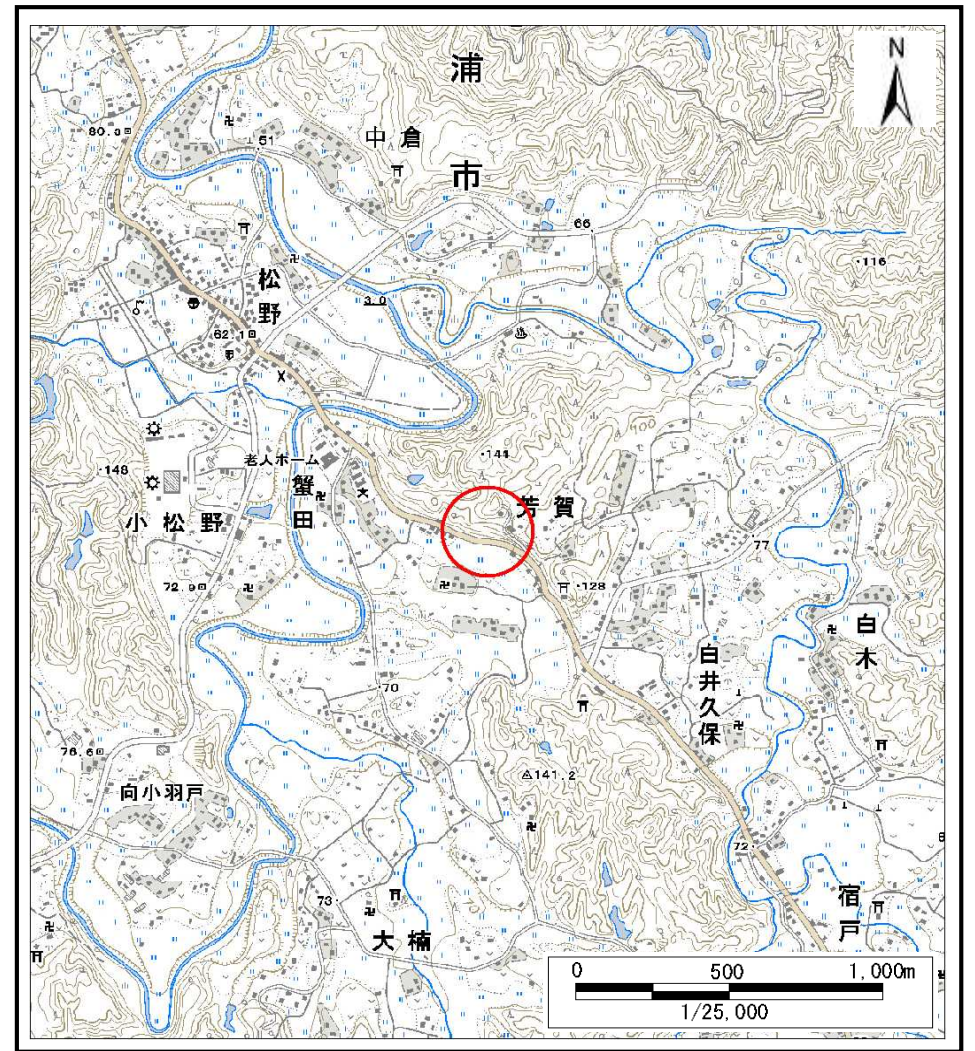 浦
市
N
中倉
80.9
51
66
116
松野
30
62.1
144
老人ホーム
蟹田
芳賀
148
小松野
72.9
77
128
白木
白井久保
70
76.6
141.2
向小羽戸
72
73
宿戸
大楠
0 500 1,000m
1/25,000